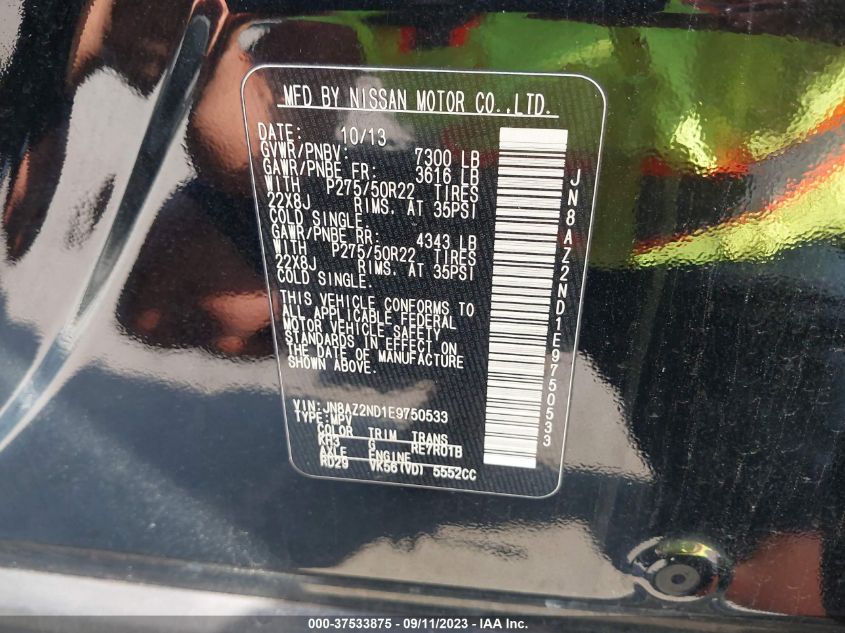 MFD BY NISSAN MOTOR CO.,LTD.
DATE: 10/13
GVWR/PNBV: 7300 LB
GAWR/PNBE FR: 3616 LB
WITH P275/50R22 TIRES
22X8J RIMS. AT 35PSI
COLD SINGLE.
GAWR/PNBE RR: 4343 LB
WITH P275/50R22 TIRES
22X8J RIMS. AT 35PSI
COLD SINGLE.
THIS VEHICLE CONFORMS TO
ALL APPLICABLE FEDERAL
MOTOR VEHICLE SAFETY
STANDARDS IN EFFECT ON
THE DATE OF MANUFACTURE
SHOWN ABOVE.
VIN: JN8AZ2ND1E9750533
TYPE:MPV
COLOR TRIM TRANS
KH3 G RE7R01B
AXLE ENGINE
RD29 VK56(VD) 5552CC
JN8AZ2ND1E9750533
000-37533875 - 09/11/2023 - IAA Inc.